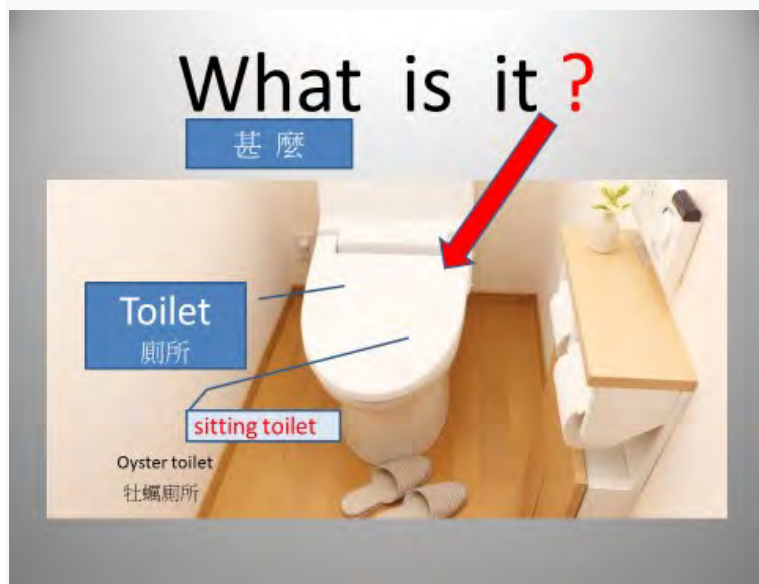 What is it ?
甚麼
Toilet
廁所
sitting toilet
Oyster toilet
牡蠣廁所